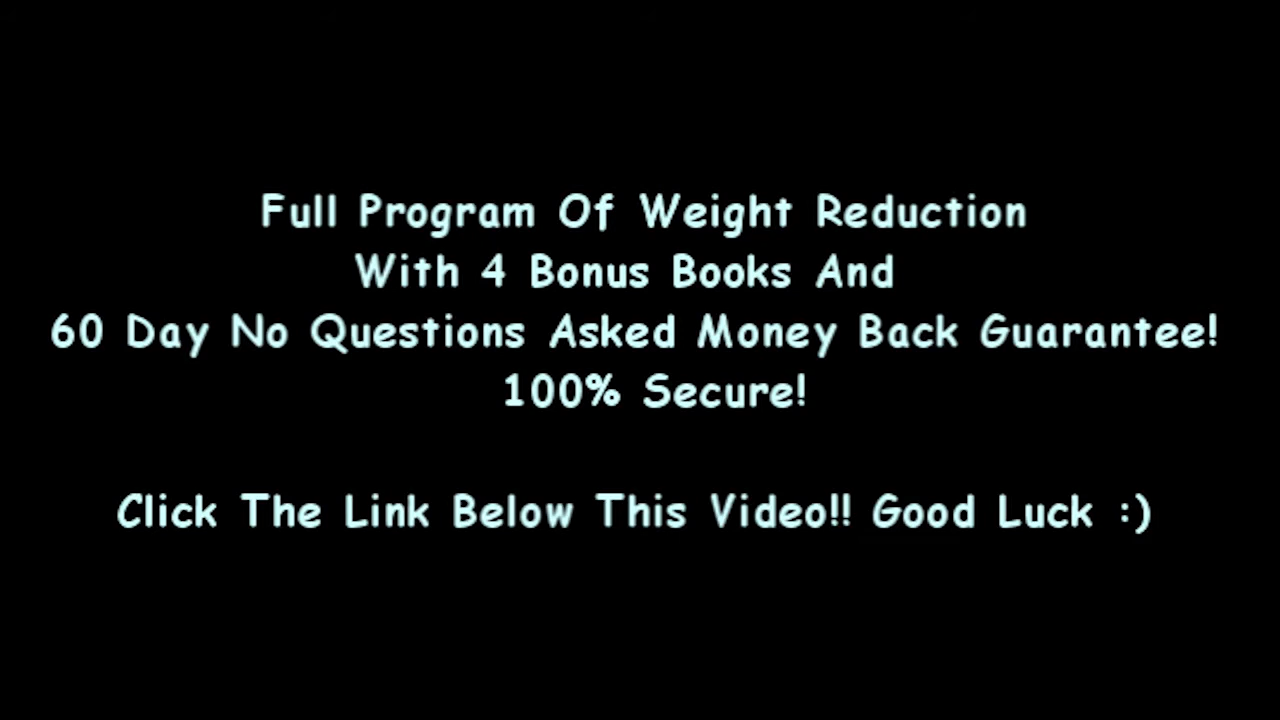 Full Program Of Weight Reduction
With 4 Bonus Books And
60 Day No Questions Asked Money Back Guarantee!
100% Secure!
Click The Link Below This Video!! Good Luck :)